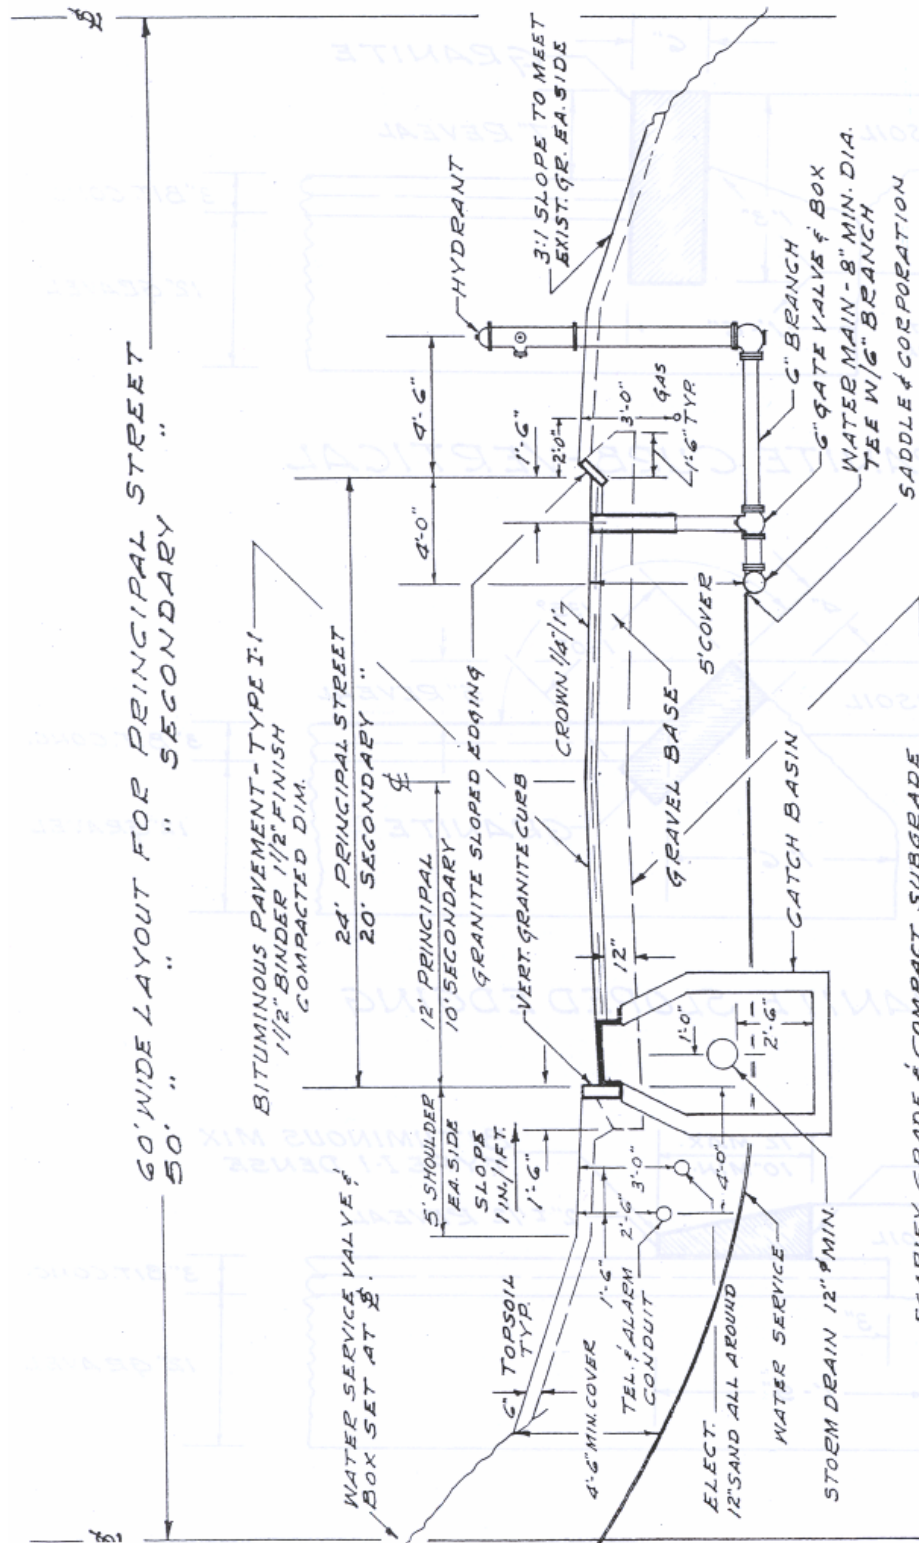 60' WIDE LAYOUT FOR PRINCIPAL STREET
50' " " " SECONDARY "
BITUMINOUS PAVEMENT - TYPE I-1
1 1/2" BINDER 1 1/2" FINISH
COMPACTED DIM.
24' PRINCIPAL STREET
20' SECONDARY "
12' PRINCIPAL
10' SECONDARY
GRANITE SLOPED EDGING
VERT. GRANITE CURB
5' SHOULDER
EA. SIDE
SLOPE
1 IN./1 FT.
1'-6"
WATER SERVICE VALVE &
BOX SET AT
6" TOPSOIL
TYP.
4'-6" MIN. COVER
1'-6"
2'-6"
3'-0"
4'-0"
TEL. & ALARM
CONDUIT
ELECT.
12" SAND ALL AROUND
WATER SERVICE
STORM DRAIN 12" ⌀ MIN.
1'-0"
2'-6"
12"
CATCH BASIN
GRAVEL BASE
CROWN 1/4"/1'
5' COVER
4'-0"
4'-6"
1'-6"
2'-0"
3'-0"
GAS
1'-6" TYP.
HYDRANT
3:1 SLOPE TO MEET
EXIST. GR. EA. SIDE
6" BRANCH
6" GATE VALVE & BOX
WATER MAIN - 8" MIN. DIA.
TEE W/6" BRANCH
SADDLE & CORPORATION
GRADE & COMPACT SUBGRADE